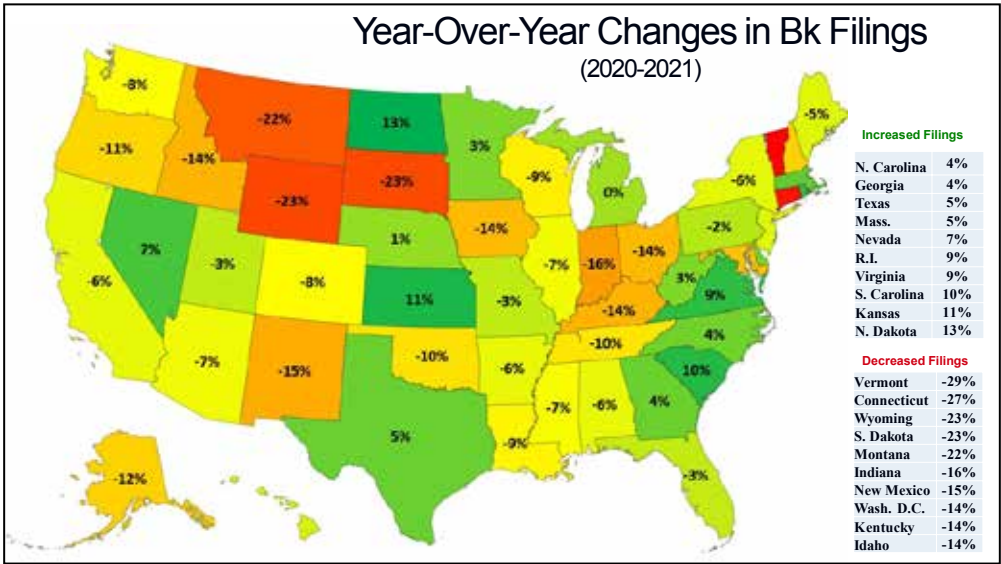 Year-Over-Year Changes in Bk Filings
(2020-2021)
-8%
-11%
-14%
-22%
13%
3%
-23%
-23%
-9%
0%
-5%
-6%
-2%
-14%
1%
-6%
7%
-3%
-8%
11%
-3%
-7%
-16%
-14%
-14%
3%
9%
4%
-10%
-7%
-15%
-10%
-6%
5%
-9%
-7%
-6%
4%
10%
-3%
-12%
Increased Filings
N. Carolina 4%
Georgia 4%
Texas 5%
Mass. 5%
Nevada 7%
R.I. 9%
Virginia 9%
S. Carolina 10%
Kansas 11%
N. Dakota 13%
Decreased Filings
Vermont -29%
Connecticut -27%
Wyoming -23%
S. Dakota -23%
Montana -22%
Indiana -16%
New Mexico -15%
Wash. D.C. -14%
Kentucky -14%
Idaho -14%